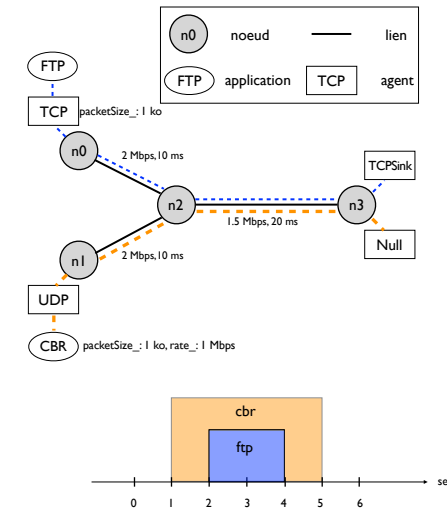 n0 noeud lien
FTP application TCP agent
FTP
TCP packetSize_: 1 ko
n0
2 Mbps,10 ms
TCPSink
n2
n3
1.5 Mbps, 20 ms
Null
n1
2 Mbps,10 ms
UDP
CBR packetSize_: 1 ko, rate_: 1 Mbps
cbr
ftp
se
0 1 2 3 4 5 6